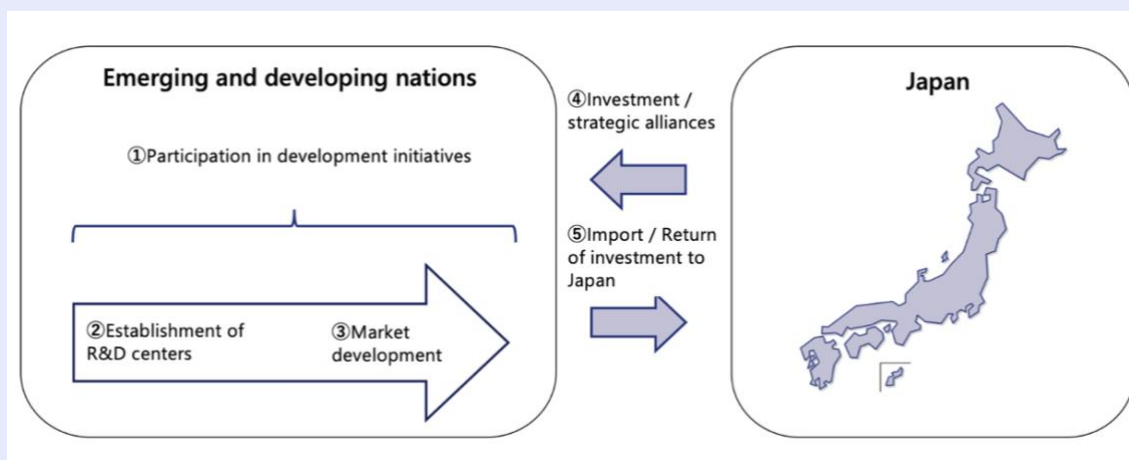 Emerging and developing nations
①Participation in development initiatives
②Establishment of
R&D centers
③Market
development
④Investment /
strategic alliances
⑤Import / Return
of investment to
Japan
Japan